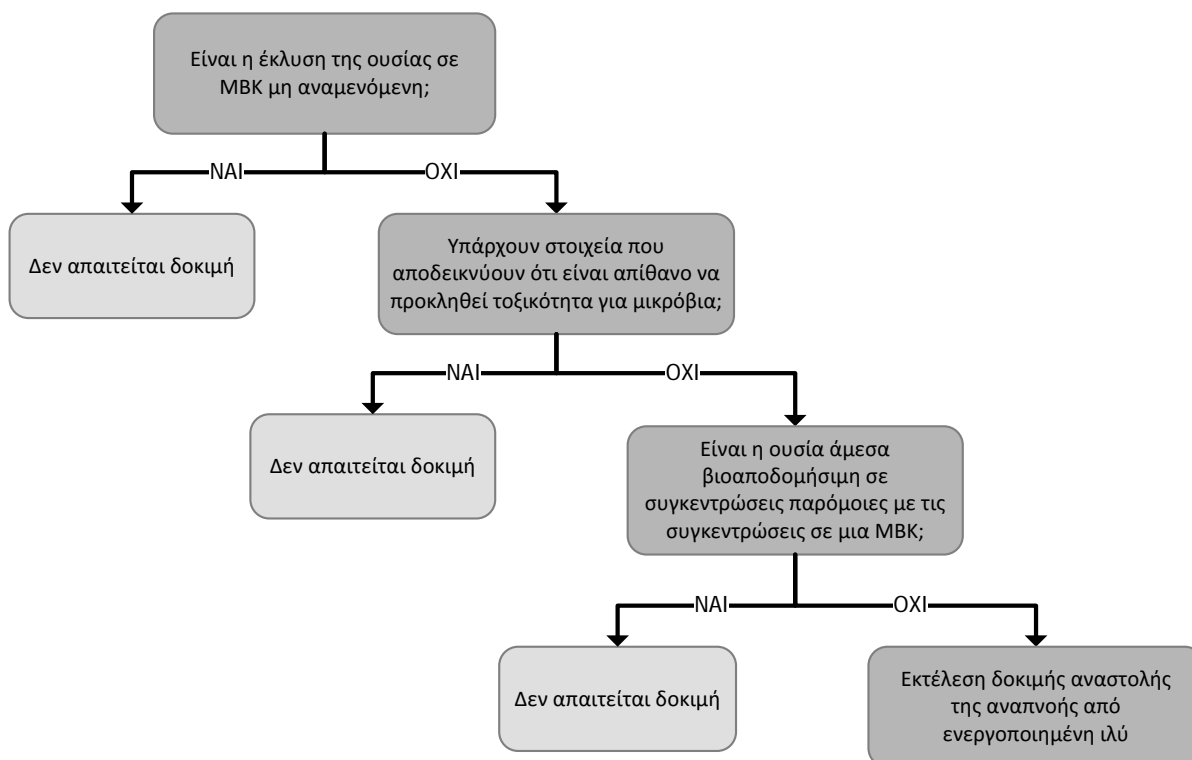 Είναι η έκλυση της ουσίας σε
ΜΒΚ μη αναμενόμενη;
ΝΑΙ
ΟΧΙ
Δεν απαιτείται δοκιμή
Υπάρχουν στοιχεία που
αποδεικνύουν ότι είναι απίθανο να
προκληθεί τοξικότητα για μικρόβια;
ΝΑΙ
ΟΧΙ
Δεν απαιτείται δοκιμή
Είναι η ουσία άμεσα
βιοαποδομήσιμη σε
συγκεντρώσεις παρόμοιες με τις
συγκεντρώσεις σε μια ΜΒΚ;
ΝΑΙ
ΟΧΙ
Δεν απαιτείται δοκιμή
Εκτέλεση δοκιμής αναστολής
της αναπνοής από
ενεργοποιημένη ιλύ